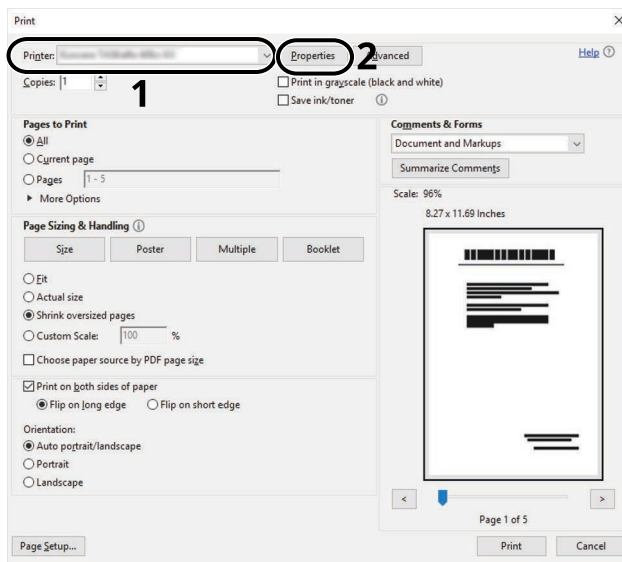 Print
Printer: Properties 2 Advanced Help
Copies: 1 1 Print in grayscale (black and white)
Save ink/toner
Pages to Print
All
Current page
Pages 1 - 5
More Options
Comments & Forms
Document and Markups
Summarize Comments
Scale: 96%
8.27 x 11.69 Inches
Page Sizing & Handling
Size Poster Multiple Booklet
Fit
Actual size
Shrink oversized pages
Custom Scale: 100 %
Choose paper source by PDF page size
Print on both sides of paper
Flip on long edge Flip on short edge
Orientation:
Auto portrait/landscape
Portrait
Landscape
< >
Page 1 of 5
Page Setup... Print Cancel